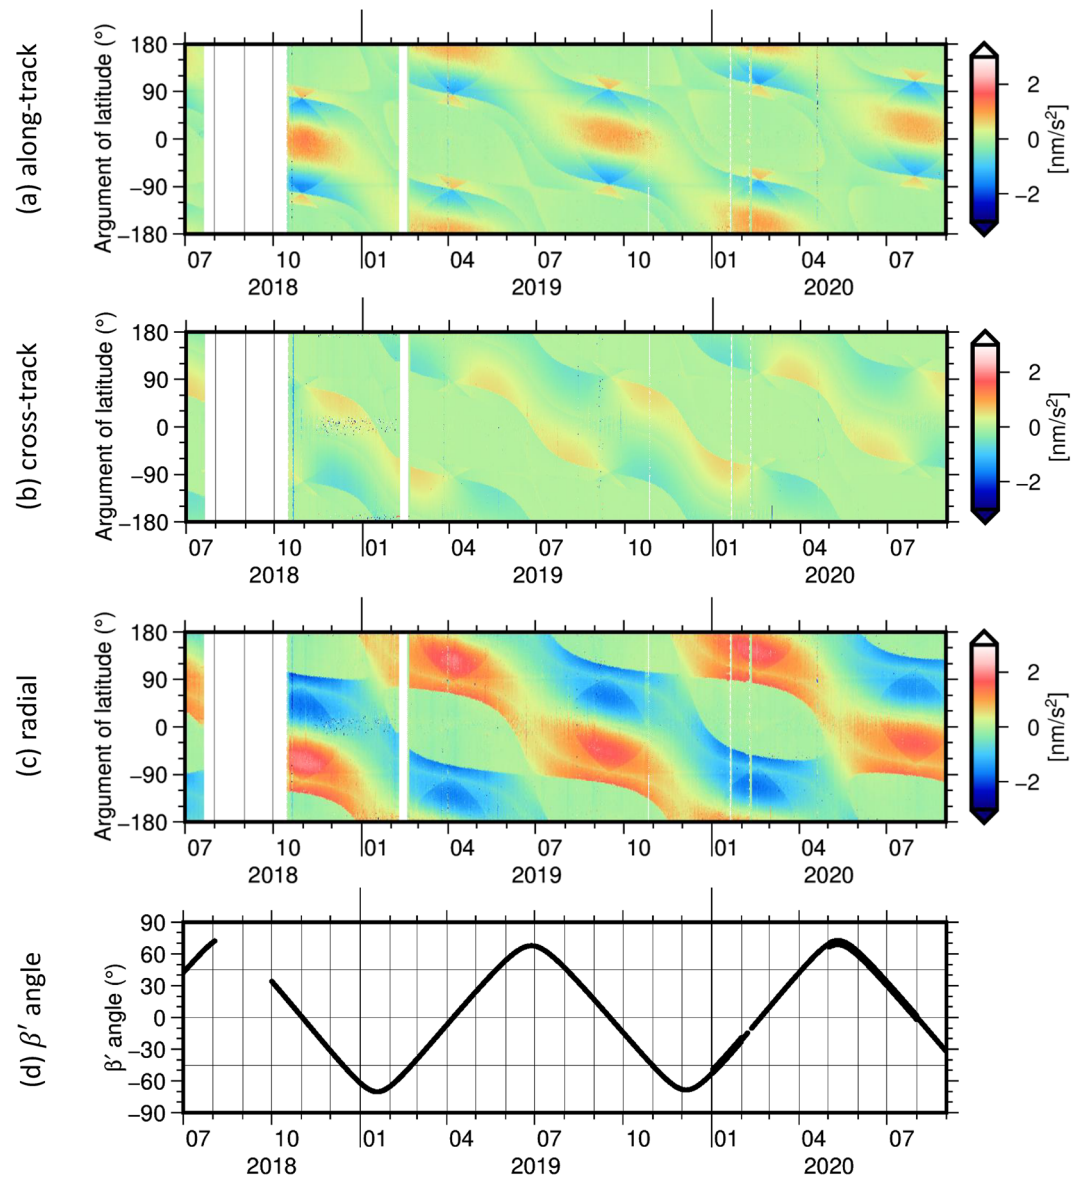 (a) along-track
Argument of latitude (°)
180
90
0
−90
−180
07 10 01 04 07 10 01 04 07
2018 2019 2020
2
0
−2
[nm/s²]
(b) cross-track
Argument of latitude (°)
180
90
0
−90
−180
07 10 01 04 07 10 01 04 07
2018 2019 2020
2
0
−2
[nm/s²]
(c) radial
Argument of latitude (°)
180
90
0
−90
−180
07 10 01 04 07 10 01 04 07
2018 2019 2020
2
0
−2
[nm/s²]
(d) β′ angle
β′ angle (°)
90
60
30
0
−30
−60
−90
07 10 01 04 07 10 01 04 07
2018 2019 2020